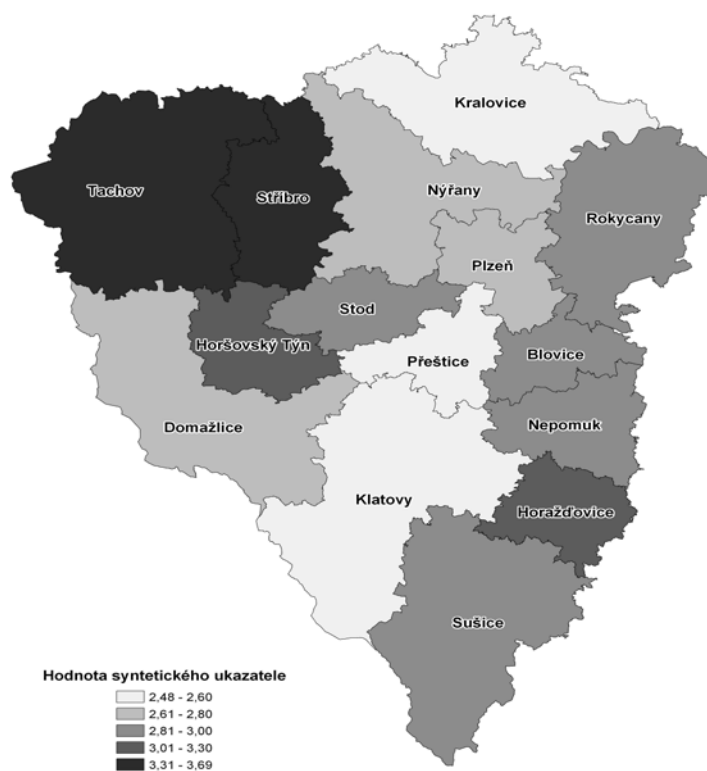 Kralovice
Tachov
Stříbro
Nýřany
Rokycany
Plzeň
Stod
Horšovský Týn
Přeštice
Blovice
Domažlice
Nepomuk
Klatovy
Horažďovice
Sušice
Hodnota syntetického ukazatele
2,48 - 2,60
2,61 - 2,80
2,81 - 3,00
3,01 - 3,30
3,31 - 3,69